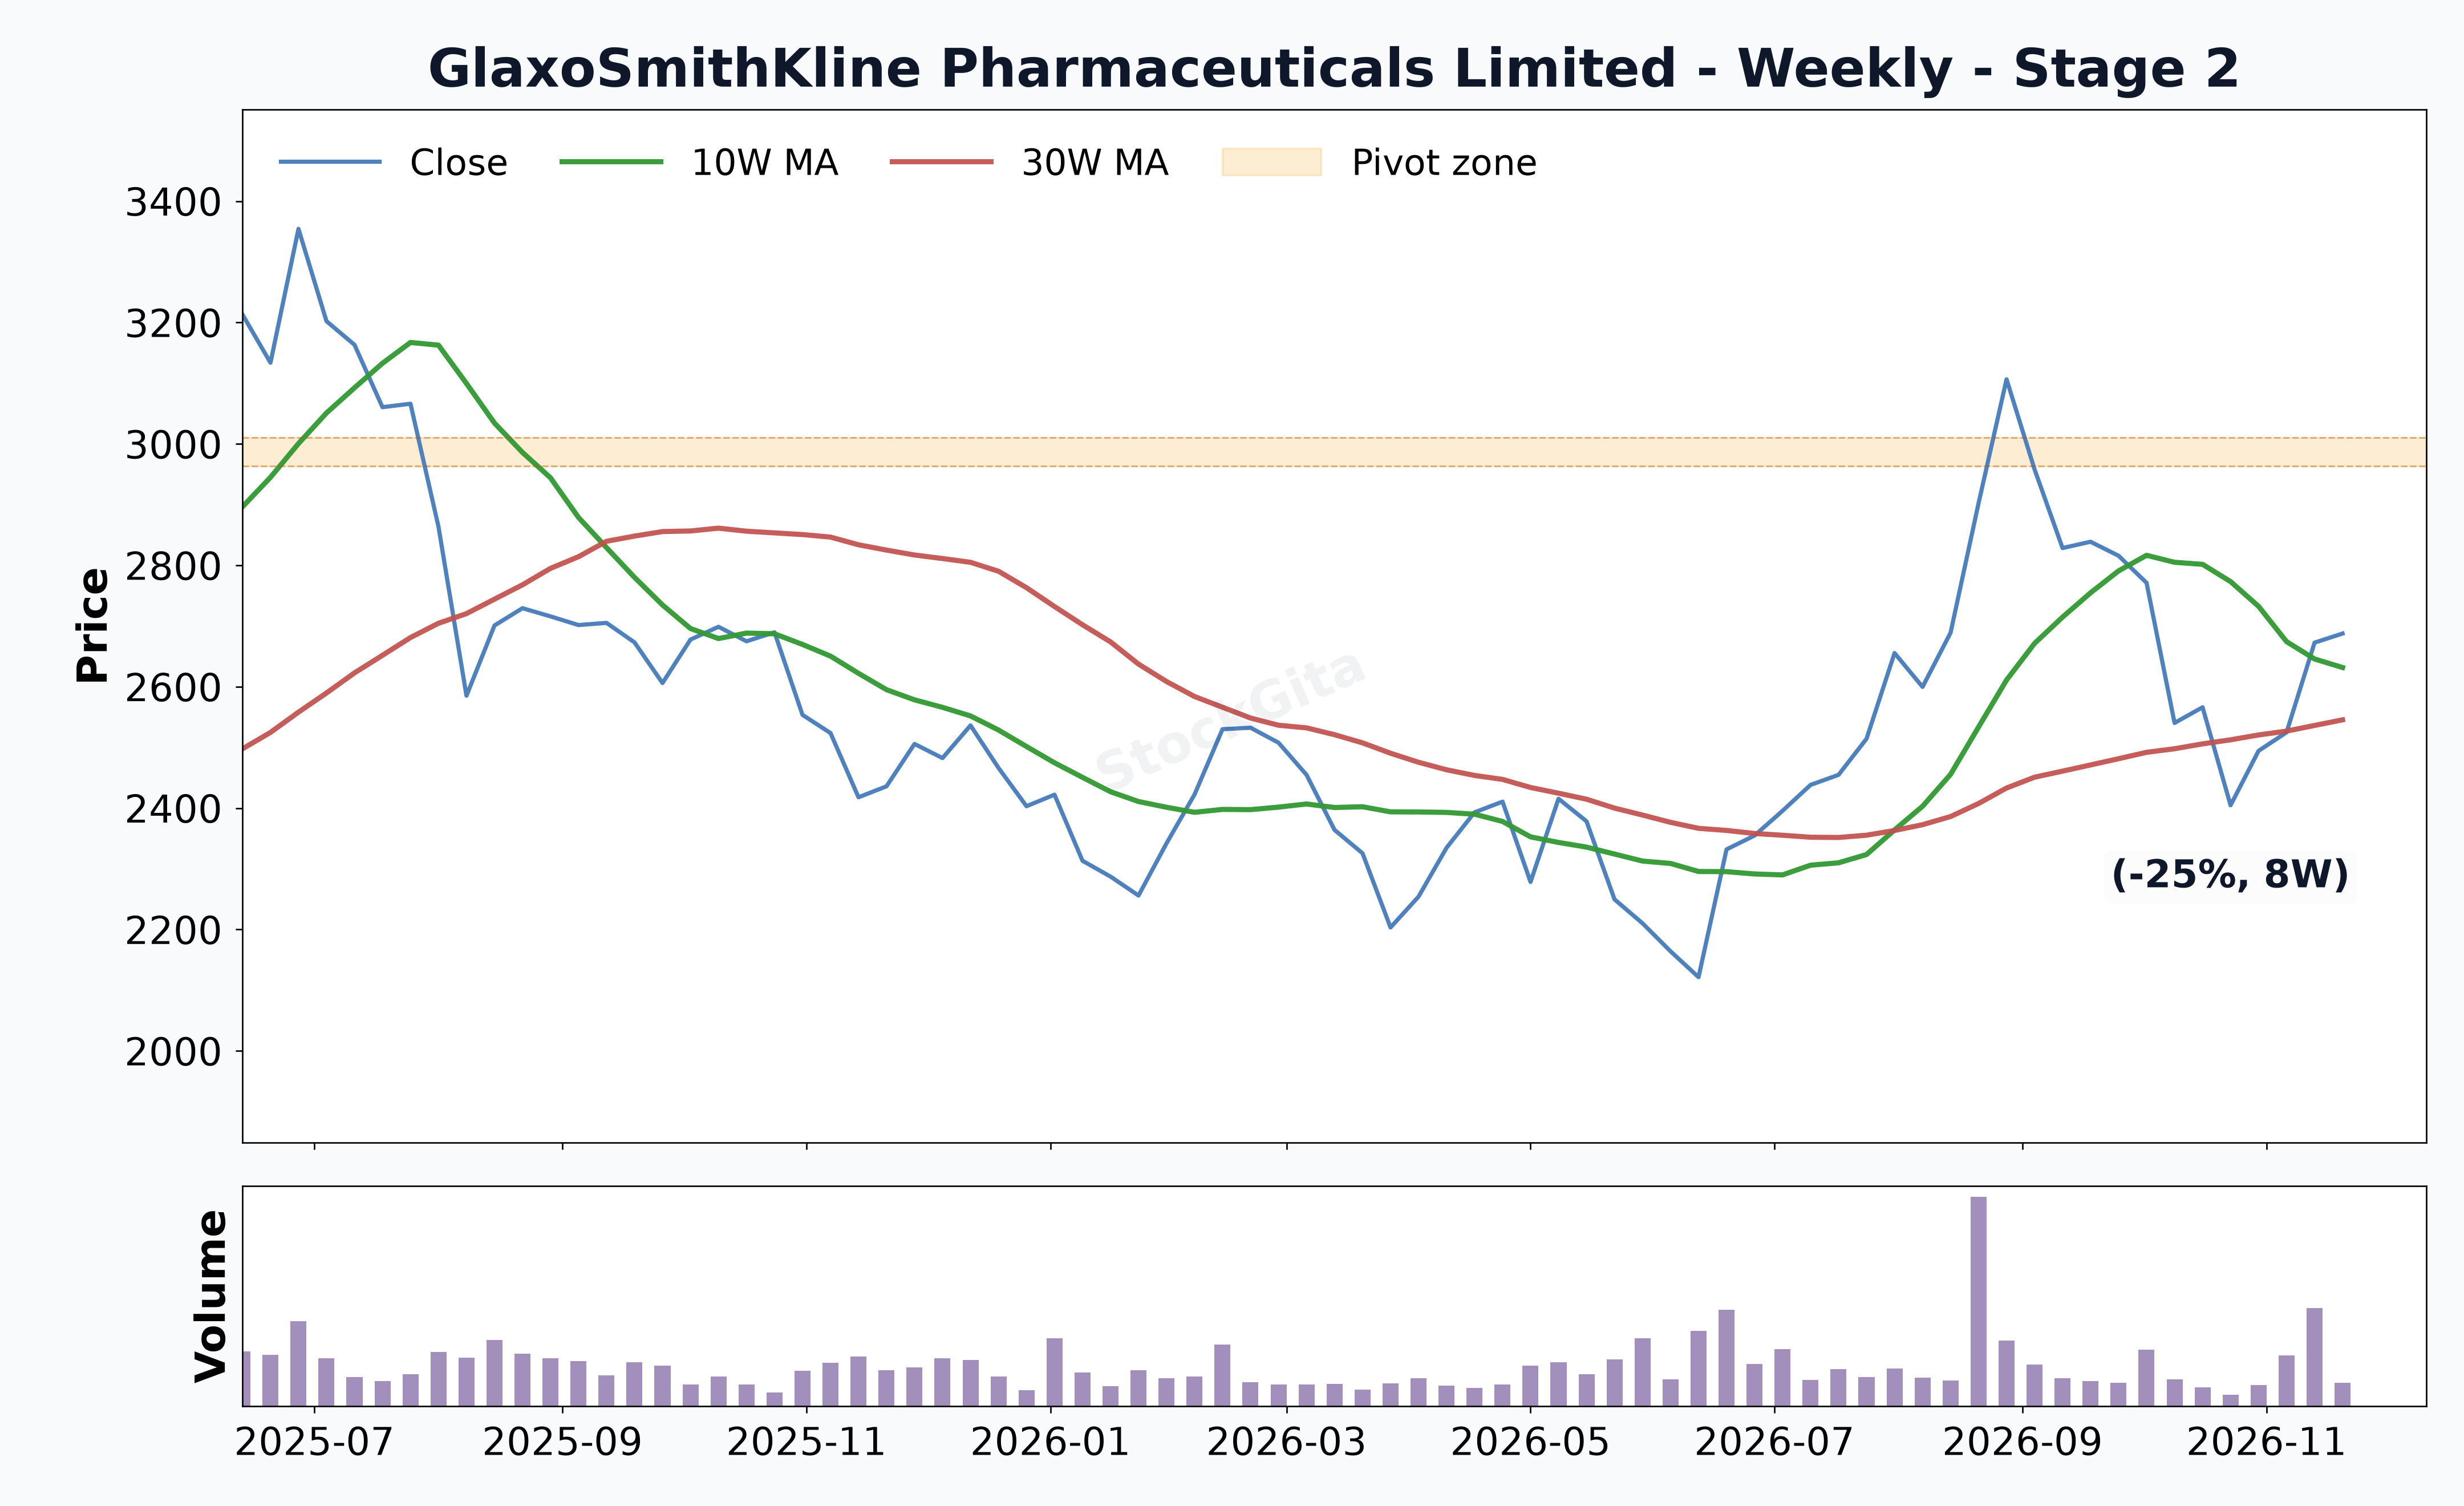 GlaxoSmithKline Pharmaceuticals Limited - Weekly - Stage 2
Close 10W MA 30W MA Pivot zone
3400
3200
3000
2800
2600
2400
2200
2000
Price
StockGita
(-25%, 8W)
Volume
2025-07 2025-09 2025-11 2026-01 2026-03 2026-05 2026-07 2026-09 2026-11